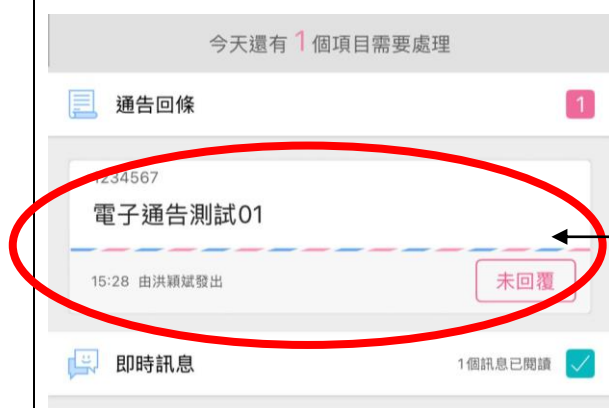 今天還有1個項目需要處理
通告回條 1
1234567
電子通告測試01
15:28 由洪穎斌發出 未回覆
即時訊息 1個訊息已閱讀